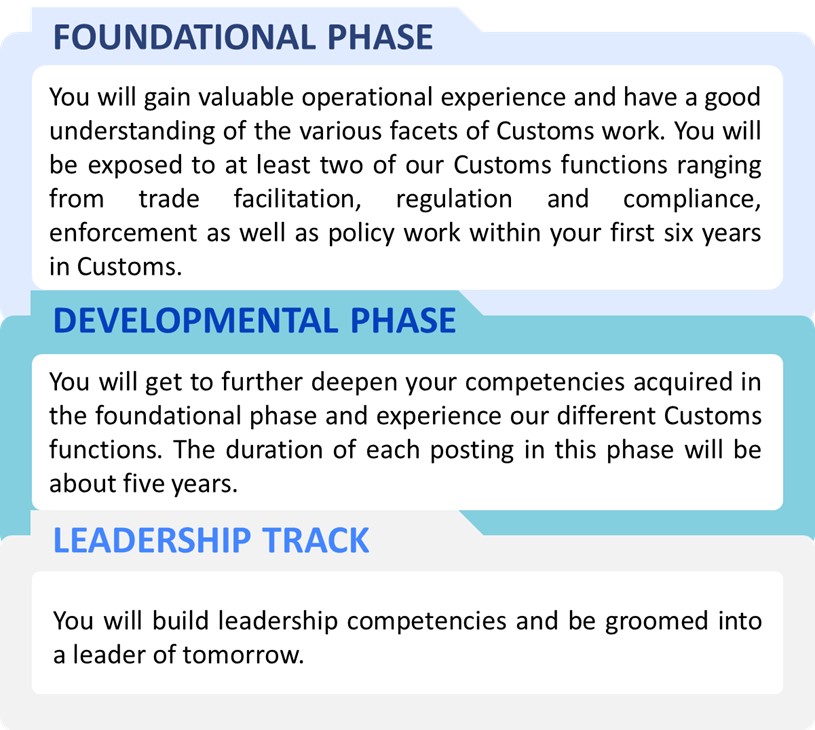 FOUNDATIONAL PHASE
You will gain valuable operational experience and have a good
understanding of the various facets of Customs work. You will
be exposed to at least two of our Customs functions ranging
from trade facilitation, regulation and compliance,
enforcement as well as policy work within your first six years
in Customs.
DEVELOPMENTAL PHASE
You will get to further deepen your competencies acquired in
the foundational phase and experience our different Customs
functions. The duration of each posting in this phase will be
about five years.
LEADERSHIP TRACK
You will build leadership competencies and be groomed into
a leader of tomorrow.